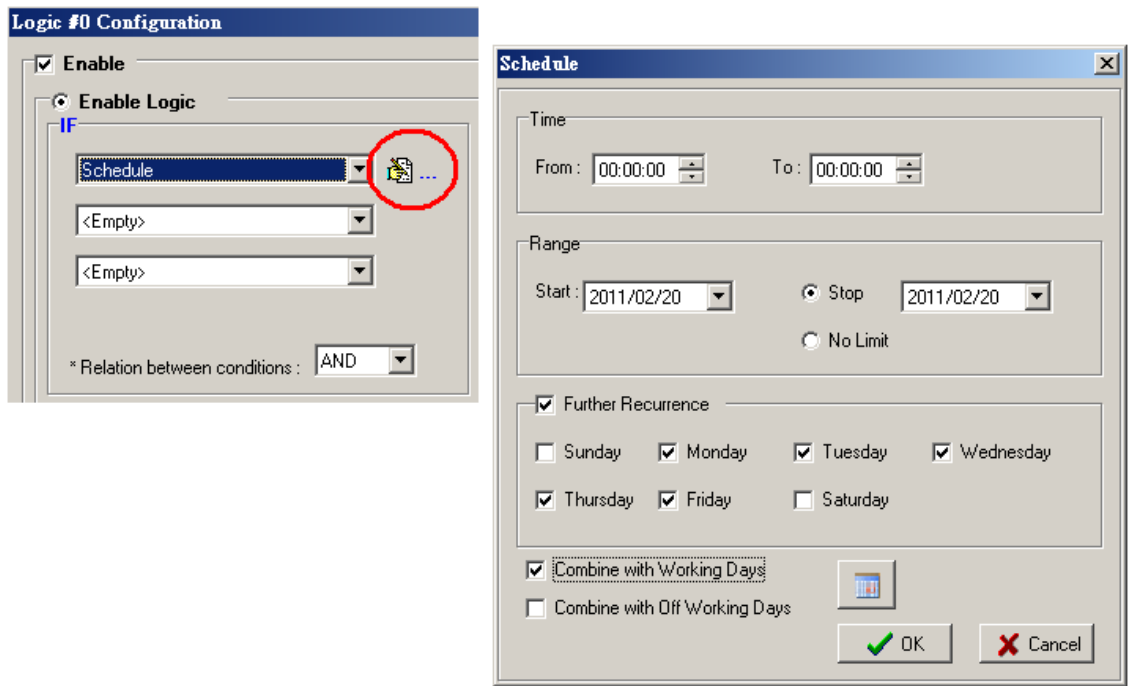 Logic #0 Configuration
Enable
Enable Logic
IF
Schedule
...
<Empty>
<Empty>
* Relation between conditions : AND
Schedule
Time
From : 00:00:00 To : 00:00:00
Range
Start : 2011/02/20 Stop 2011/02/20
No Limit
Further Recurrence
Sunday Monday Tuesday Wednesday
Thursday Friday Saturday
Combine with Working Days
Combine with Off Working Days
OK Cancel